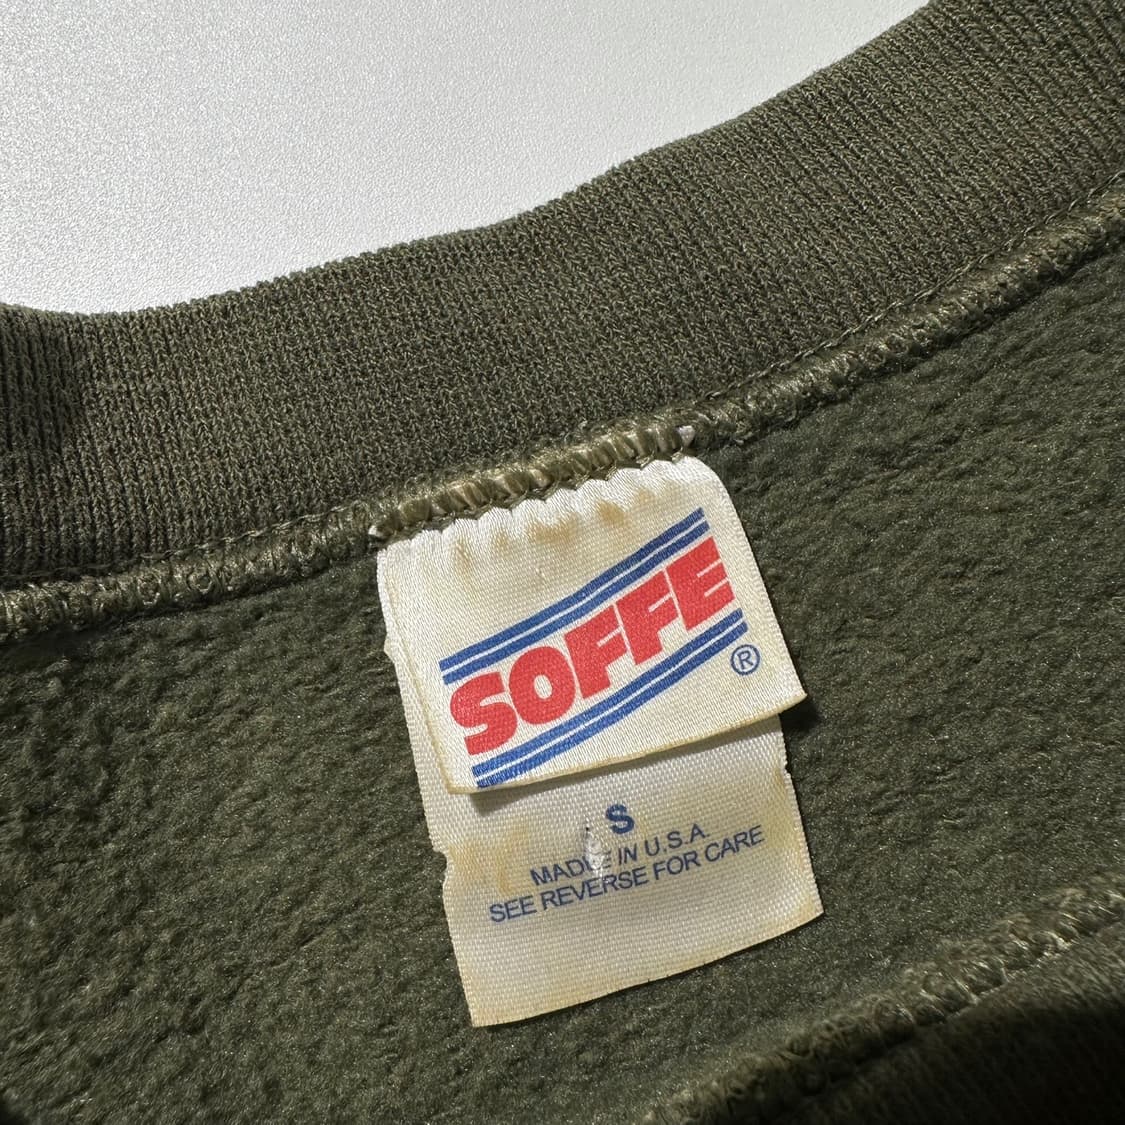 SOFFE
®
S
MADE IN U.S.A.
SEE REVERSE FOR CARE